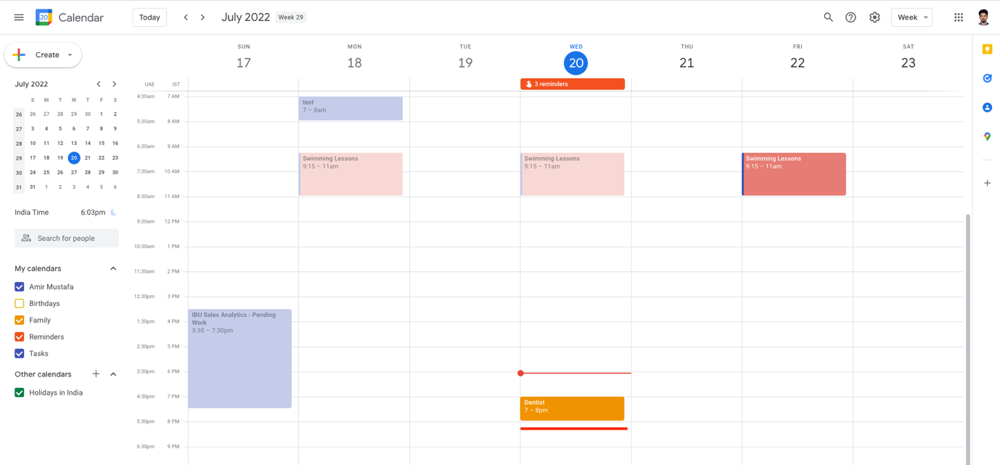 20 Calendar Today July 2022 Week 29 Week
Create
SUN MON TUE WED THU FRI SAT
17 18 19 20 21 22 23
July 2022
S M T W T F S
26 26 27 28 29 30 1 2
27 3 4 5 6 7 8 9
28 10 11 12 13 14 15 16
29 17 18 19 20 21 22 23
30 24 25 26 27 28 29 30
31 31 1 2 3 4 5 6
India Time 6:03pm
Search for people
My calendars
Amir Mustafa
Birthdays
Family
Reminders
Tasks
Other calendars
Holidays in India
UAE IST
3 reminders
4:30am 7 AM
5:30am 8 AM
6:30am 9 AM
7:30am 10 AM
8:30am 11 AM
9:30am 12 PM
10:30am 1 PM
11:30am 2 PM
12:30pm 3 PM
1:30pm 4 PM
2:30pm 5 PM
3:30pm 6 PM
4:30pm 7 PM
5:30pm 8 PM
6:30pm 9 PM
IBU Sales Analytics - Pending
Work
3:30 – 7:30pm
test
7 – 8am
Swimming Lessons
9:15 – 11am
Swimming Lessons
9:15 – 11am
Dentist
7 – 8pm
Swimming Lessons
9:15 – 11am